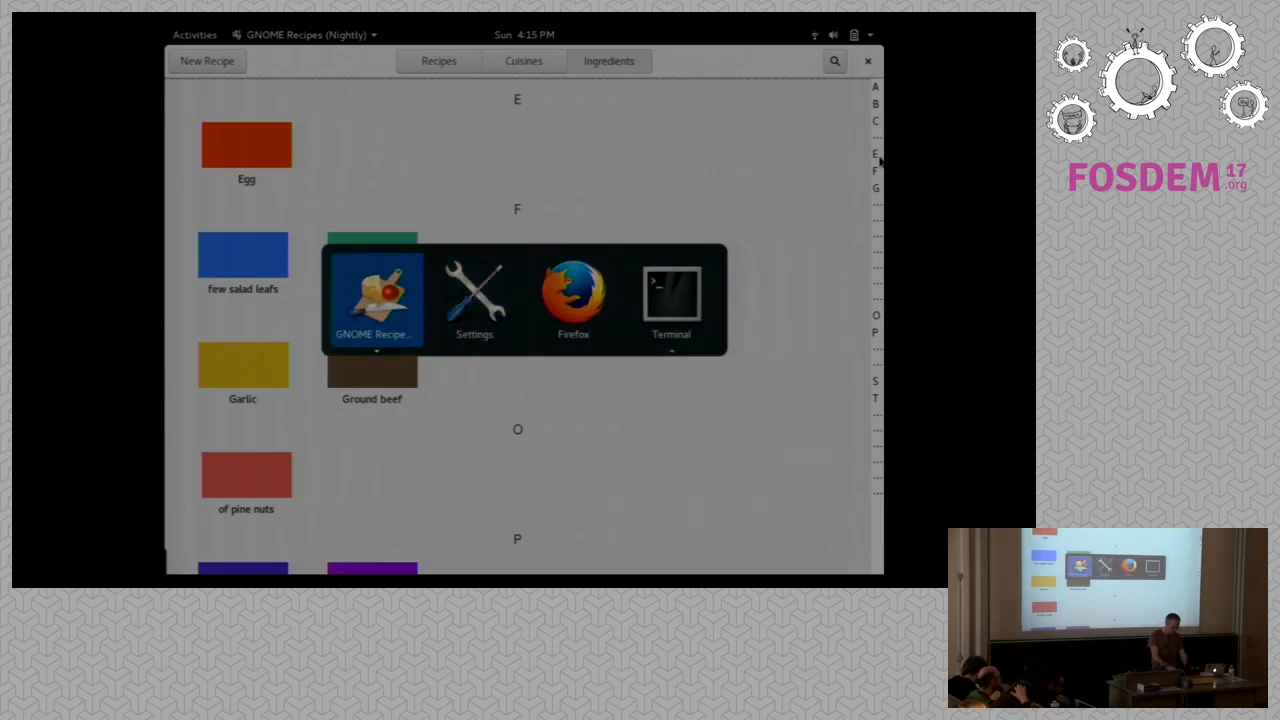 Activities GNOME Recipes (Nightly) Sun 4:15 PM
New Recipe Recipes Cuisines Ingredients
E
Egg
F
few salad leafs
GNOME Recipe... Settings Firefox Terminal
Garlic Ground beef
O
of pine nuts
P
A
B
C
E
F
G
O
P
S
T
FOSDEM 17
.org